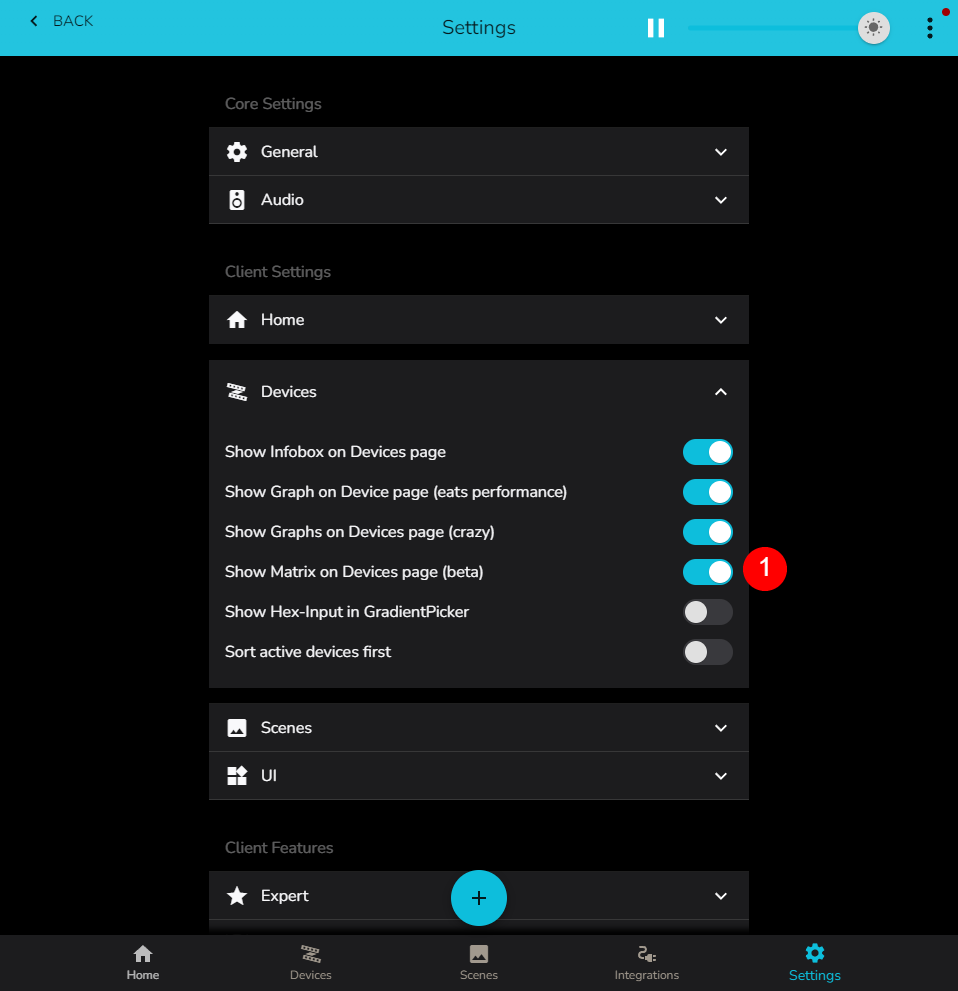 BACK
Settings
Core Settings
General
Audio
Client Settings
Home
Devices
Show Infobox on Devices page
Show Graph on Device page (eats performance)
Show Graphs on Devices page (crazy)
Show Matrix on Devices page (beta)
1
Show Hex-Input in GradientPicker
Sort active devices first
Scenes
UI
Client Features
Expert
+
Home
Devices
Scenes
Integrations
Settings